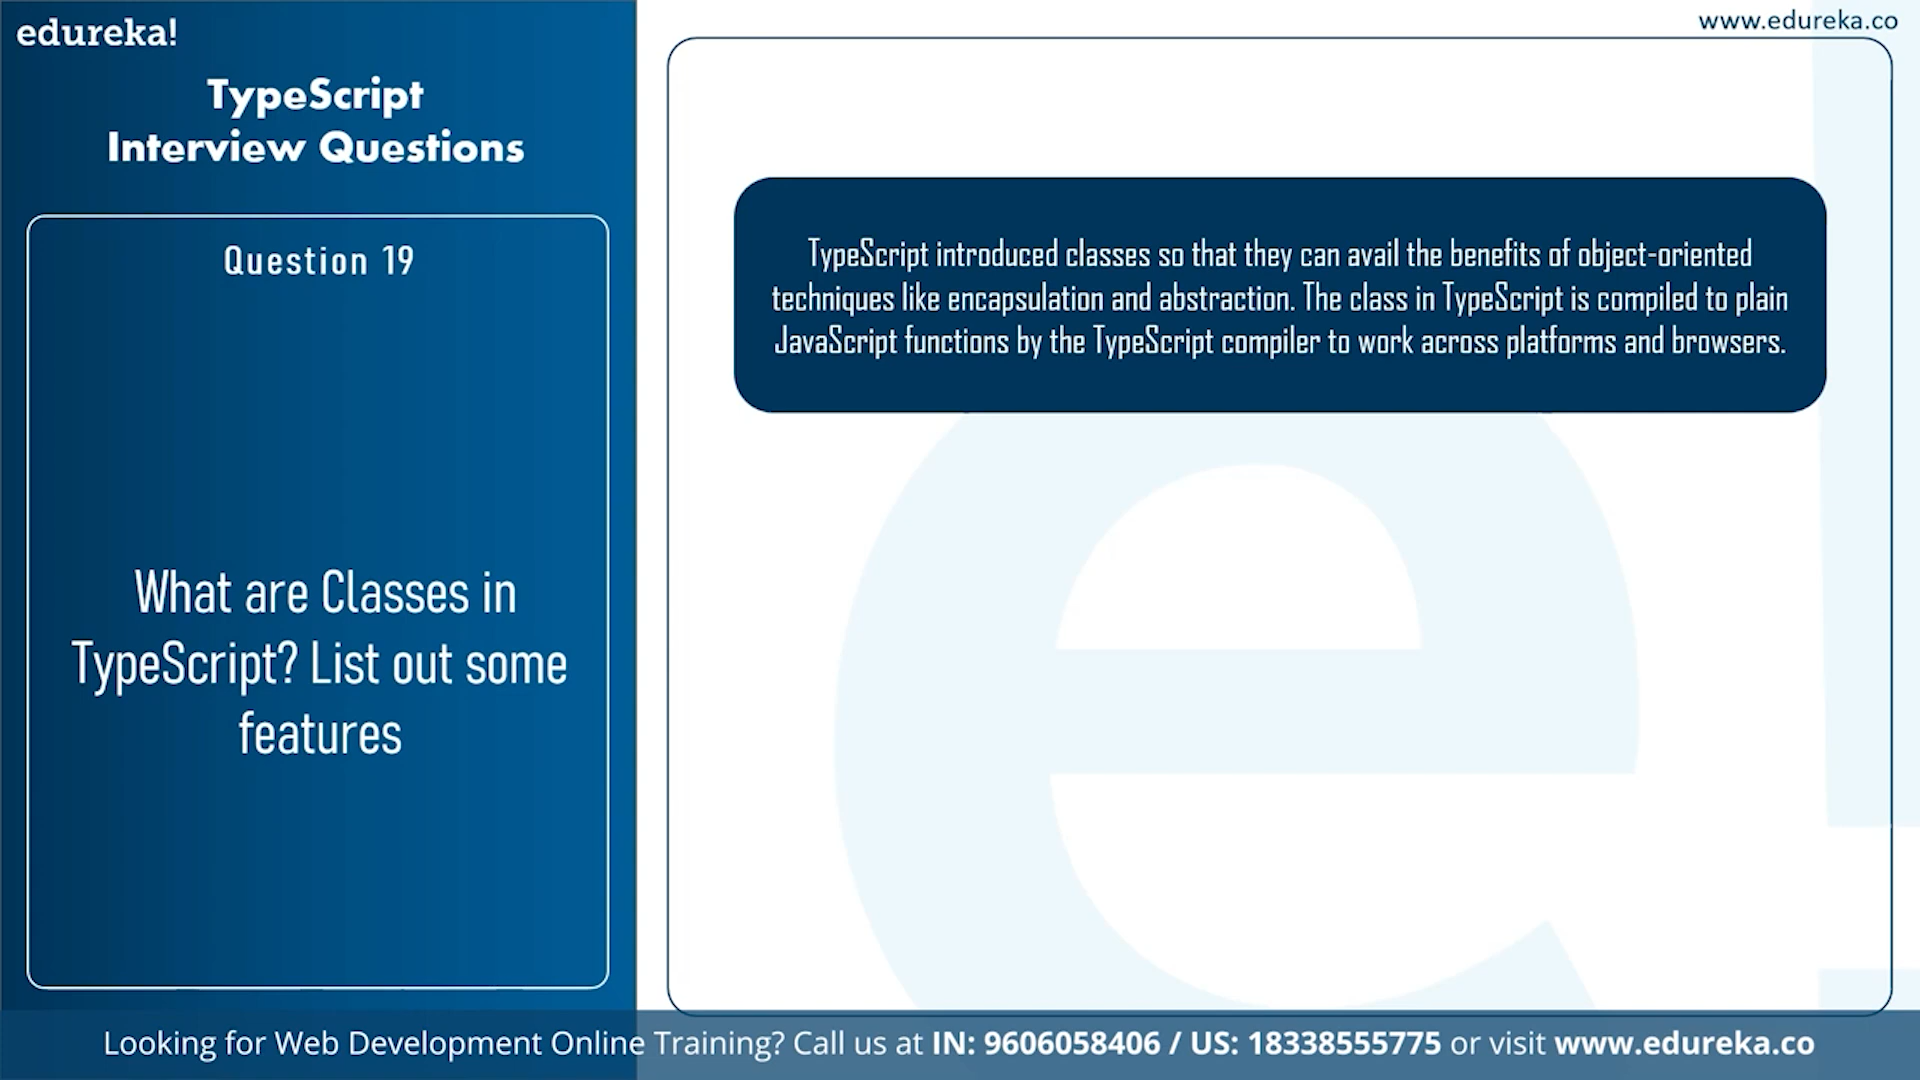 edureka!
www.edureka.co
TypeScript
Interview Questions
Question 19
What are Classes in
TypeScript? List out some
features
TypeScript introduced classes so that they can avail the benefits of object-oriented
techniques like encapsulation and abstraction. The class in TypeScript is compiled to plain
JavaScript functions by the TypeScript compiler to work across platforms and browsers.
Looking for Web Development Online Training? Call us at IN: 9606058406 / US: 18338555775 or visit www.edureka.co